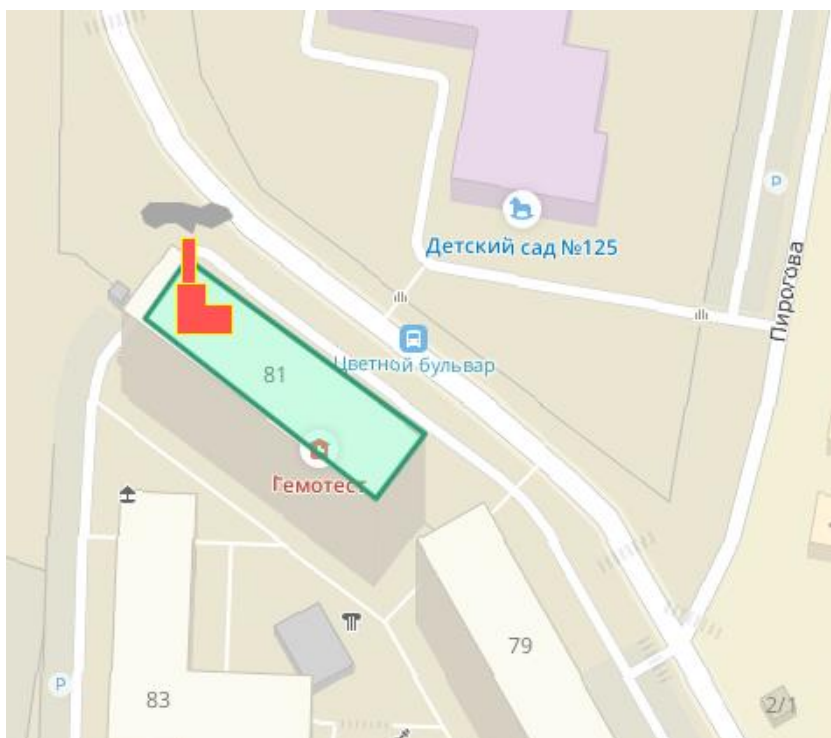 P
Детский сад №125
Пирогова
Цветной бульвар
81
Гемотест
79
P
83
2/1